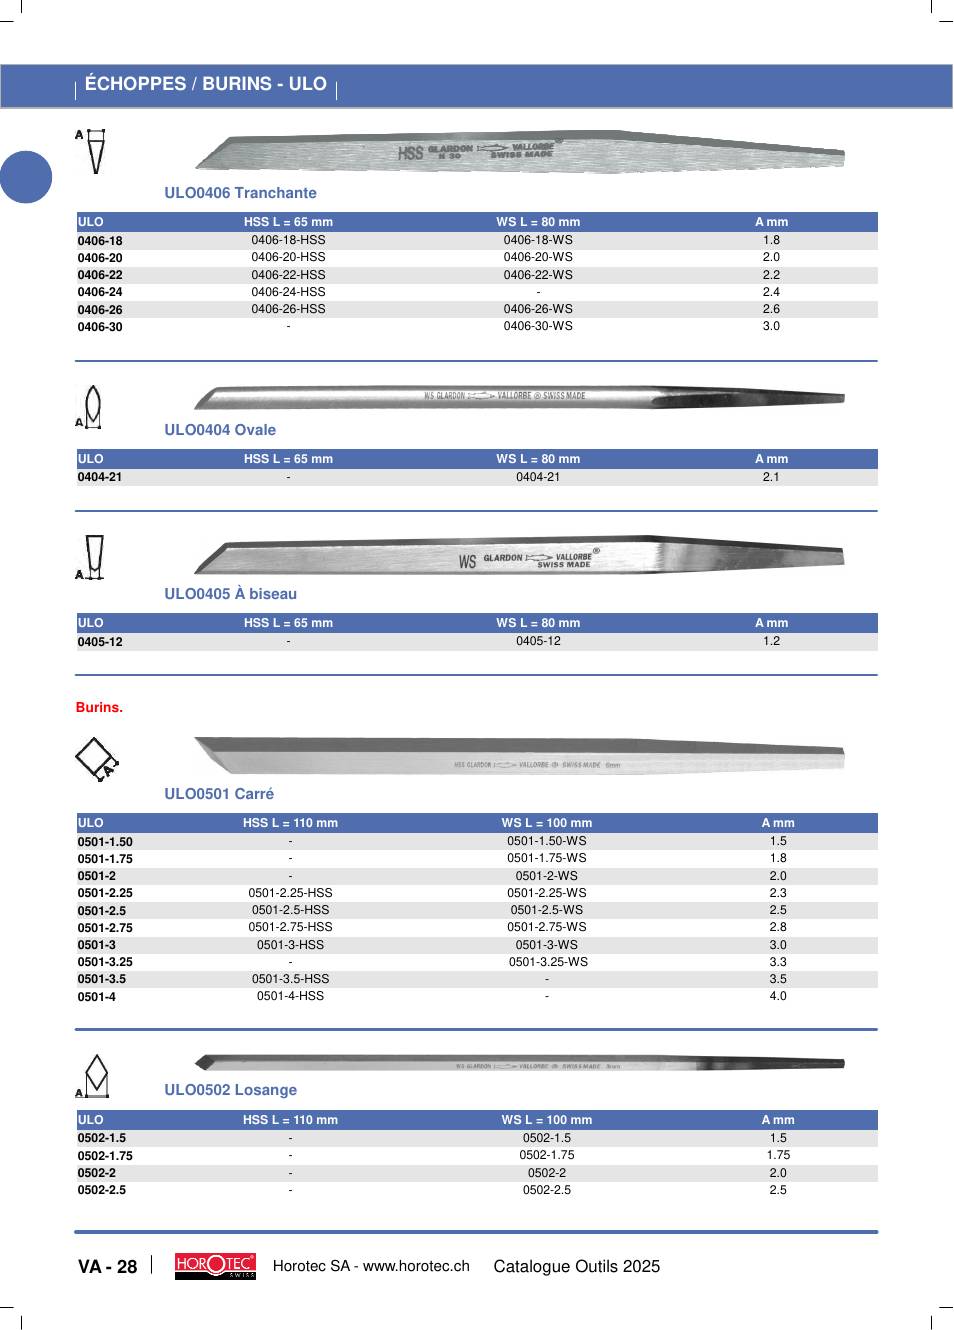 ÉCHOPPES / BURINS - ULO
A
HSS GLARDON VALLORBE®
N 30 SWISS MADE
ULO0406 Tranchante
ULO HSS L = 65 mm WS L = 80 mm A mm
0406-18 0406-18-HSS 0406-18-WS 1.8
0406-20 0406-20-HSS 0406-20-WS 2.0
0406-22 0406-22-HSS 0406-22-WS 2.2
0406-24 0406-24-HSS - 2.4
0406-26 0406-26-HSS 0406-26-WS 2.6
0406-30 - 0406-30-WS 3.0
WS GLARDON VALLORBE ® SWISS MADE
A
ULO0404 Ovale
ULO HSS L = 65 mm WS L = 80 mm A mm
0404-21 - 0404-21 2.1
WS GLARDON VALLORBE®
SWISS MADE
A
ULO0405 À biseau
ULO HSS L = 65 mm WS L = 80 mm A mm
0405-12 - 0405-12 1.2
Burins.
HSS GLARDON VALLORBE ® SWISS MADE 6mm
A
ULO0501 Carré
ULO HSS L = 110 mm WS L = 100 mm A mm
0501-1.50 - 0501-1.50-WS 1.5
0501-1.75 - 0501-1.75-WS 1.8
0501-2 - 0501-2-WS 2.0
0501-2.25 0501-2.25-HSS 0501-2.25-WS 2.3
0501-2.5 0501-2.5-HSS 0501-2.5-WS 2.5
0501-2.75 0501-2.75-HSS 0501-2.75-WS 2.8
0501-3 0501-3-HSS 0501-3-WS 3.0
0501-3.25 - 0501-3.25-WS 3.3
0501-3.5 0501-3.5-HSS - 3.5
0501-4 0501-4-HSS - 4.0
WS GLARDON VALLORBE ® SWISS MADE 3mm
A
ULO0502 Losange
ULO HSS L = 110 mm WS L = 100 mm A mm
0502-1.5 - 0502-1.5 1.5
0502-1.75 - 0502-1.75 1.75
0502-2 - 0502-2 2.0
0502-2.5 - 0502-2.5 2.5
VA - 28 HOROTEC® SWISS Horotec SA - www.horotec.ch Catalogue Outils 2025